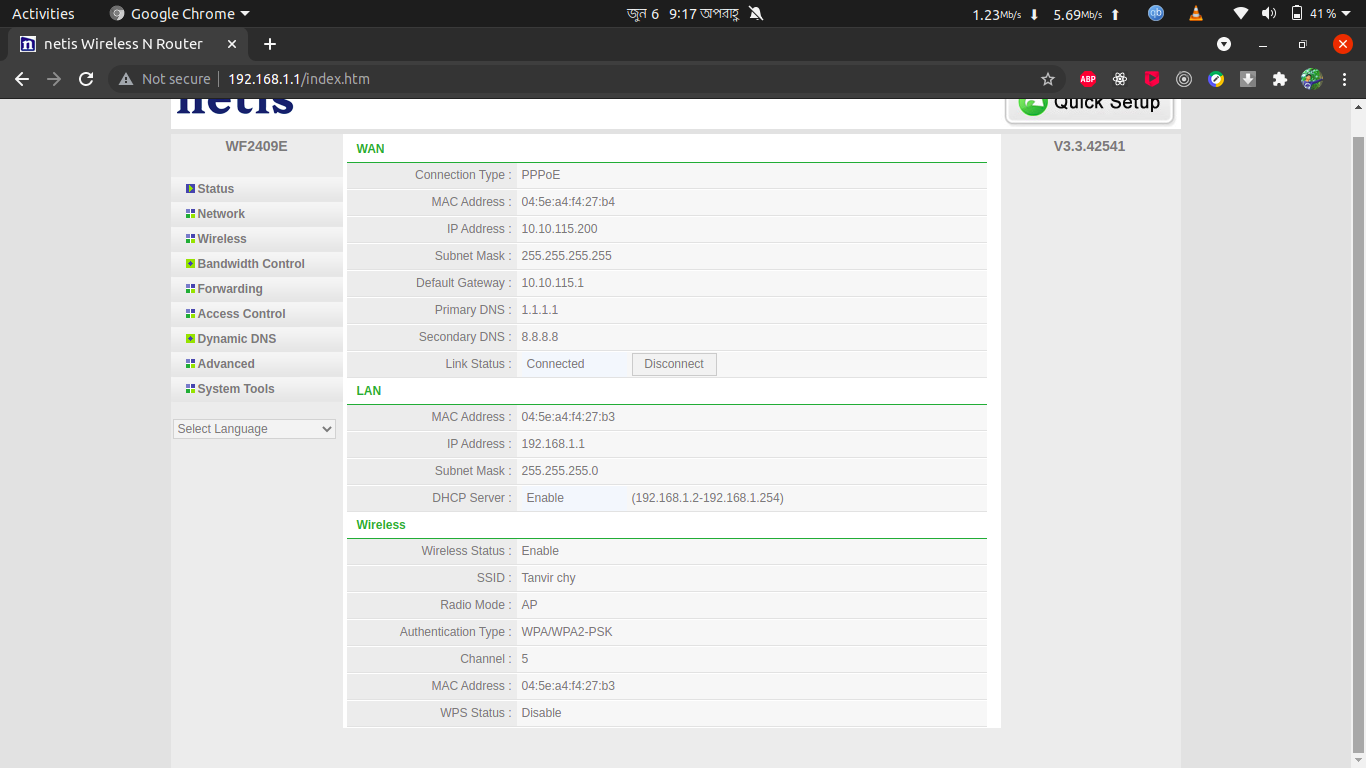 Activities Google Chrome জুন 6 9:17 অপরাহ্ণ 1.23Mb/s 5.69Mb/s qb 41 %
n netis Wireless N Router
Not secure 192.168.1.1/index.htm ABP
netis Quick Setup
WF2409E
Status
Network
Wireless
Bandwidth Control
Forwarding
Access Control
Dynamic DNS
Advanced
System Tools
Select Language
WAN
Connection Type : PPPoE
MAC Address : 04:5e:a4:f4:27:b4
IP Address : 10.10.115.200
Subnet Mask : 255.255.255.255
Default Gateway : 10.10.115.1
Primary DNS : 1.1.1.1
Secondary DNS : 8.8.8.8
Link Status : Connected Disconnect
LAN
MAC Address : 04:5e:a4:f4:27:b3
IP Address : 192.168.1.1
Subnet Mask : 255.255.255.0
DHCP Server : Enable (192.168.1.2-192.168.1.254)
Wireless
Wireless Status : Enable
SSID : Tanvir chy
Radio Mode : AP
Authentication Type : WPA/WPA2-PSK
Channel : 5
MAC Address : 04:5e:a4:f4:27:b3
WPS Status : Disable
V3.3.42541